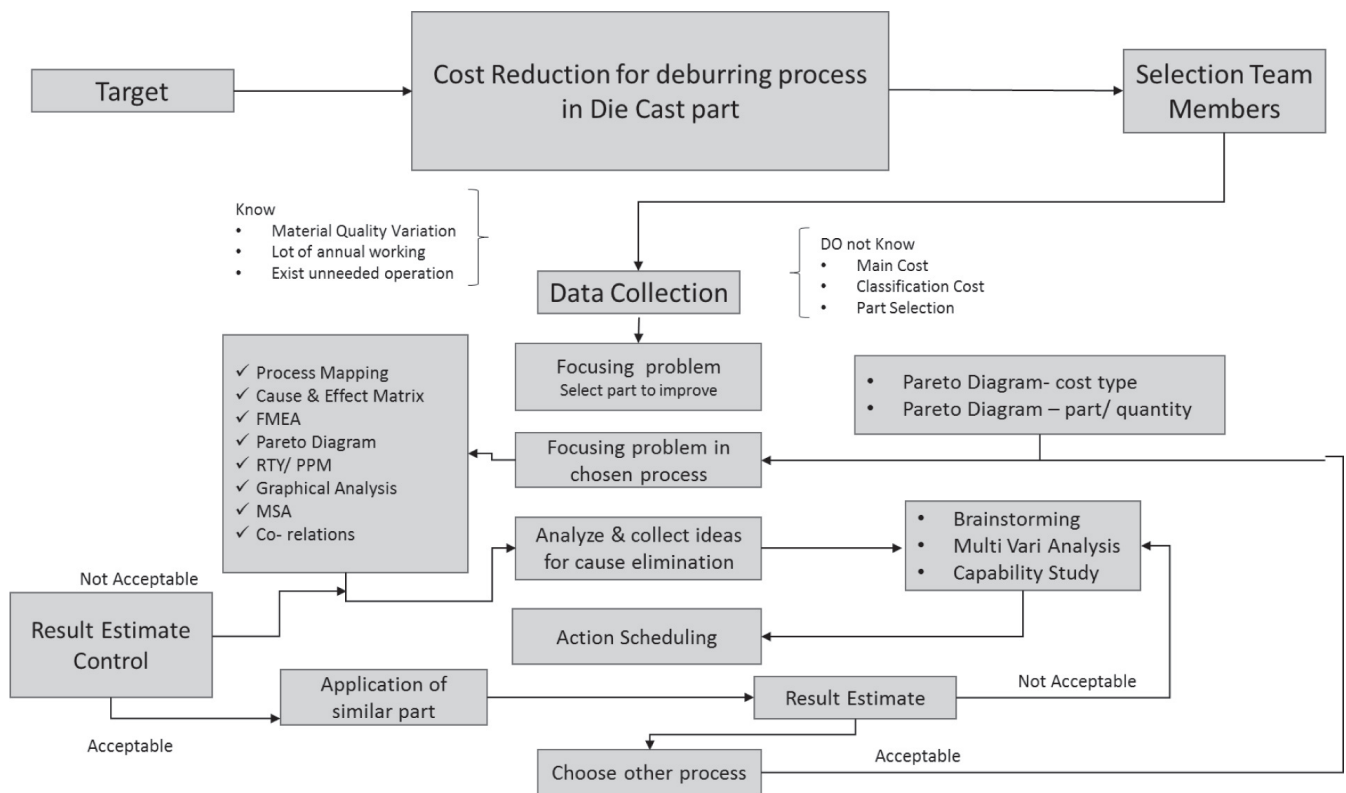 Target
Cost Reduction for deburring process
in Die Cast part
Selection Team
Members
Know
• Material Quality Variation
• Lot of annual working
• Exist unneeded operation
DO not Know
• Main Cost
• Classification Cost
• Part Selection
Data Collection
Focusing problem
Select part to improve
✓ Process Mapping
✓ Cause & Effect Matrix
✓ FMEA
✓ Pareto Diagram
✓ RTY/ PPM
✓ Graphical Analysis
✓ MSA
✓ Co- relations
• Pareto Diagram- cost type
• Pareto Diagram – part/ quantity
Focusing problem in
chosen process
Analyze & collect ideas
for cause elimination
• Brainstorming
• Multi Vari Analysis
• Capability Study
Not Acceptable
Result Estimate
Control
Action Scheduling
Application of
similar part
Result Estimate
Not Acceptable
Acceptable
Choose other process
Acceptable